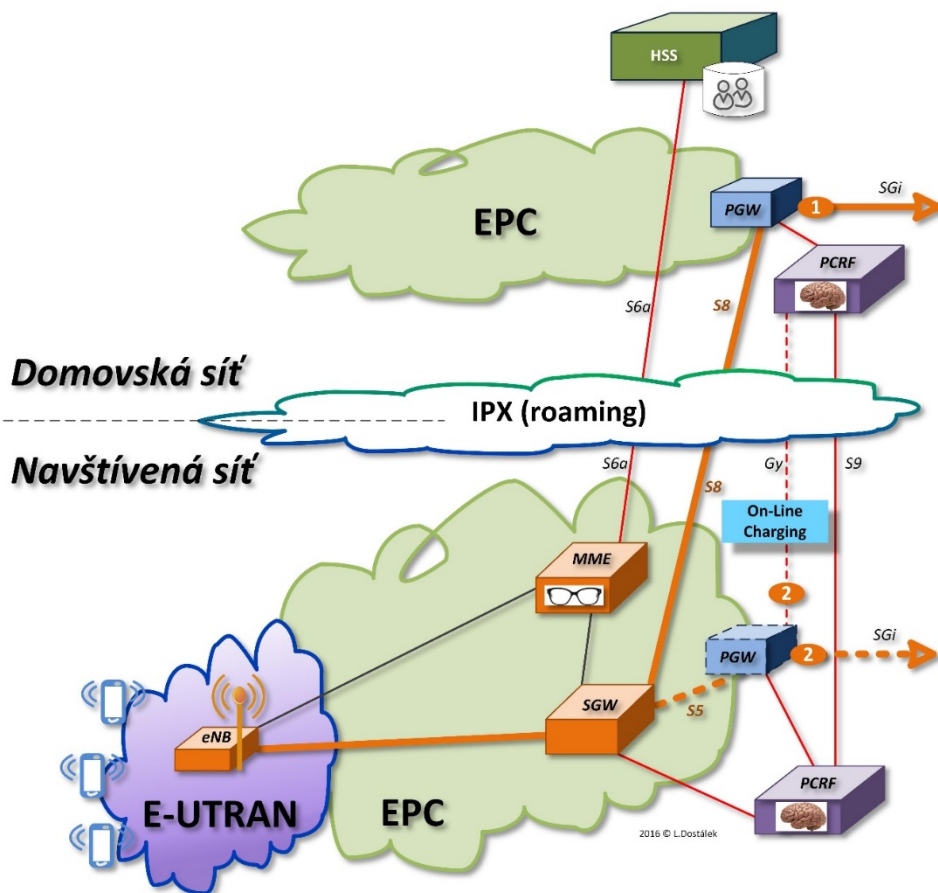 HSS
SGi
PGW
1
EPC
PCRF
S6a
S8
Domovská síť
IPX (roaming)
Navštívená síť
S6a
S8
Gy
S9
On-Line
Charging
MME
2
PGW
2
SGi
SGW
S5
eNB
PCRF
E-UTRAN
EPC
2016 © L.Dostálek